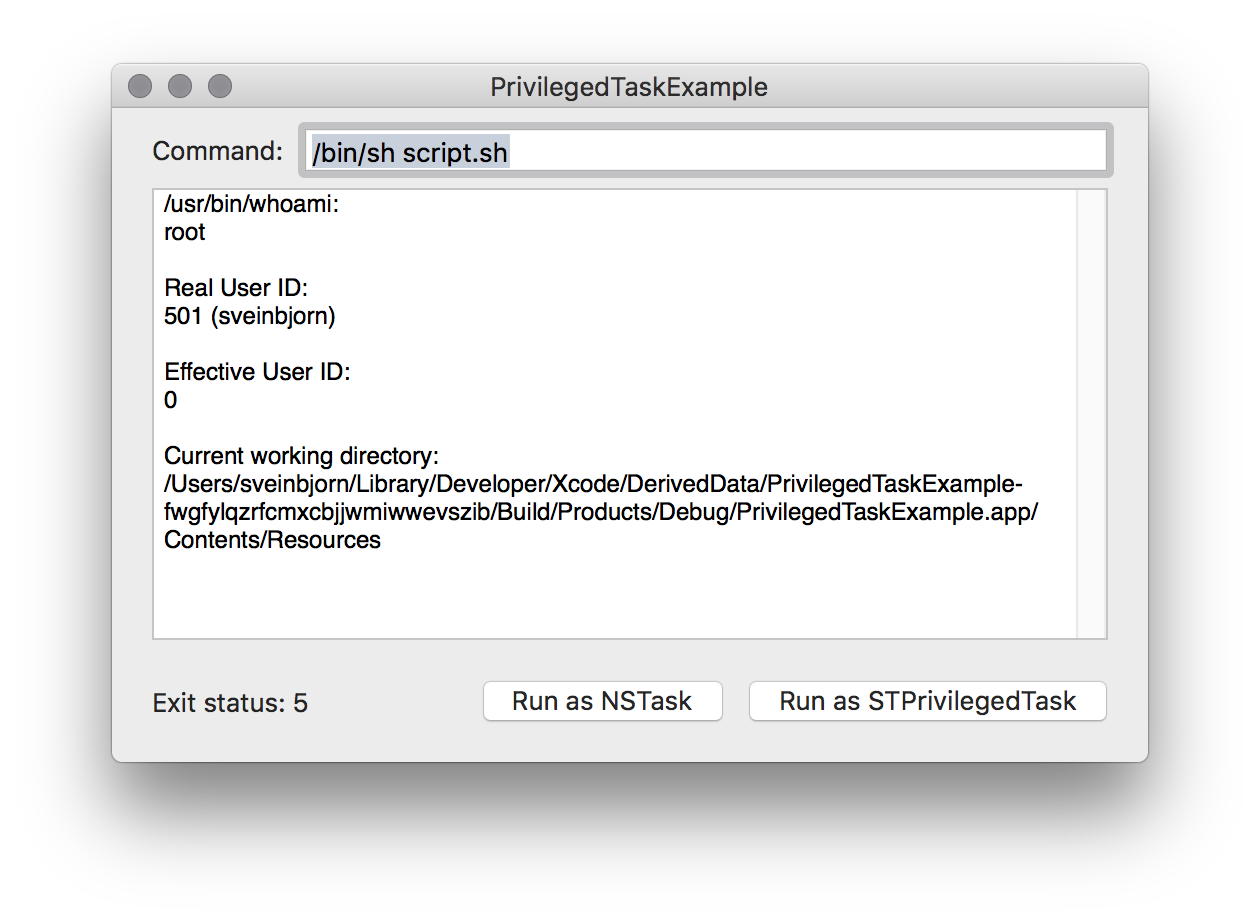 PrivilegedTaskExample
Command: /bin/sh script.sh
/usr/bin/whoami:
root
Real User ID:
501 (sveinbjorn)
Effective User ID:
0
Current working directory:
/Users/sveinbjorn/Library/Developer/Xcode/DerivedData/PrivilegedTaskExample-
fwgfylqzrfcmxcbjjwmiwwevszib/Build/Products/Debug/PrivilegedTaskExample.app/
Contents/Resources
Exit status: 5 Run as NSTask Run as STPrivilegedTask